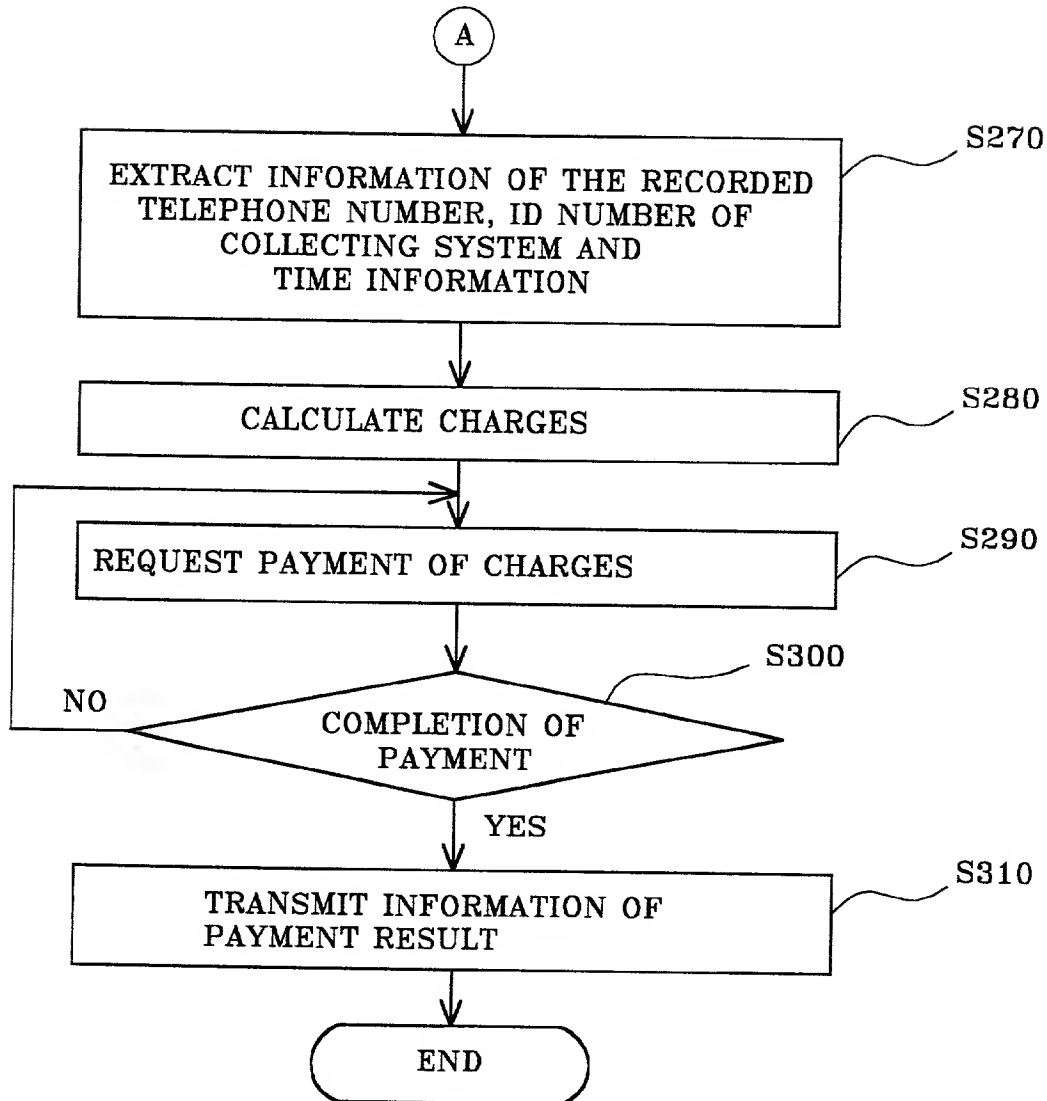 A
S270
EXTRACT INFORMATION OF THE RECORDED
TELEPHONE NUMBER, ID NUMBER OF
COLLECTING SYSTEM AND
TIME INFORMATION
S280
CALCULATE CHARGES
S290
REQUEST PAYMENT OF CHARGES
S300
NO
COMPLETION OF
PAYMENT
YES
S310
TRANSMIT INFORMATION OF
PAYMENT RESULT
END